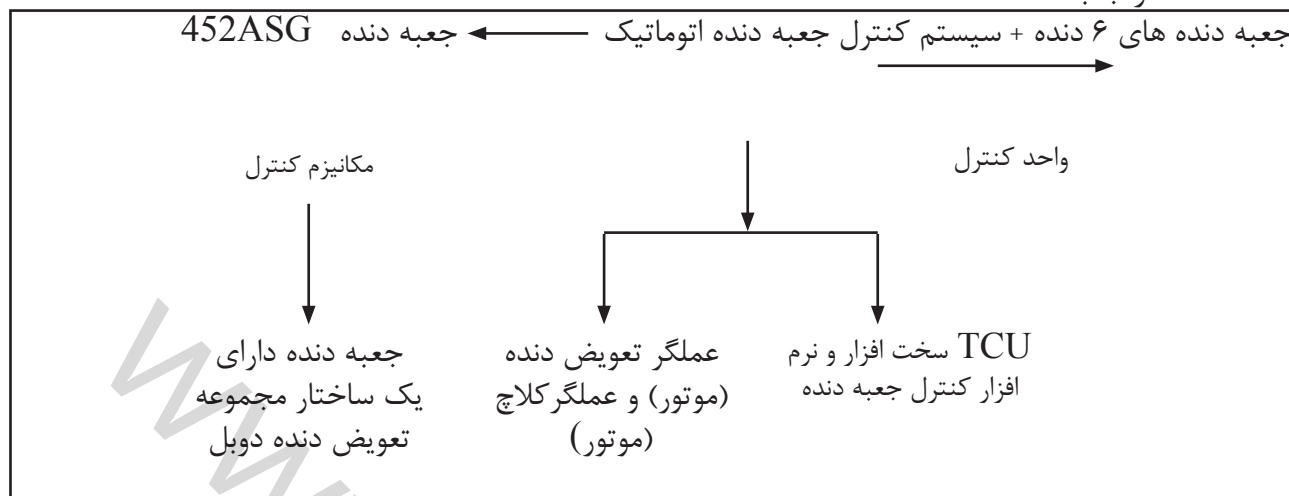 جعبه دنده های ۶ دنده + سیستم کنترل جعبه دنده اتوماتیک ← جعبه دنده 452ASG
واحد کنترل
مکانیزم کنترل
TCU سخت افزار و نرم
افزار کنترل جعبه دنده
عملگر تعویض دنده
(موتور) و عملگر کلاچ
(موتور)
جعبه دنده دارای
یک ساختار مجموعه
تعویض دنده دوبل